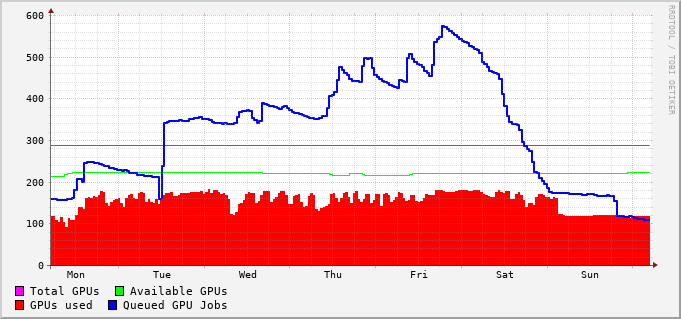 600
500
400
300
200
100
0
Mon Tue Wed Thu Fri Sat Sun
Total GPUs Available GPUs
GPUs used Queued GPU Jobs
RRDTOOL / TOBI OETIKER